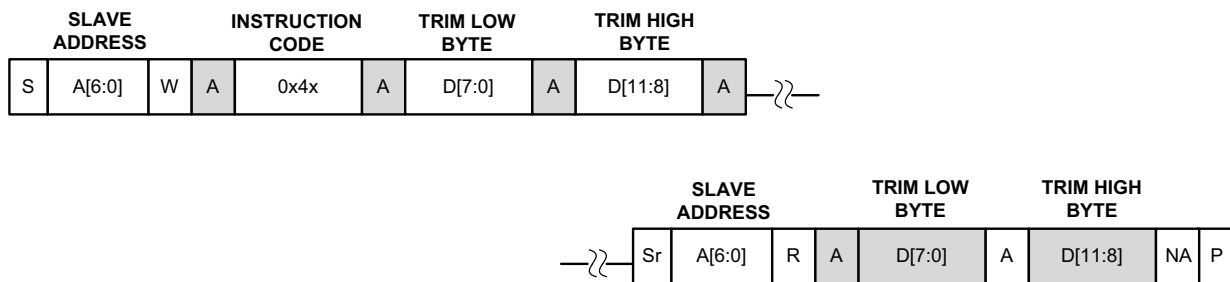 SLAVE ADDRESS INSTRUCTION CODE TRIM LOW BYTE TRIM HIGH BYTE
S A[6:0] W A 0x4x A D[7:0] A D[11:8] A
SLAVE ADDRESS TRIM LOW BYTE TRIM HIGH BYTE
Sr A[6:0] R A D[7:0] A D[11:8] NA P